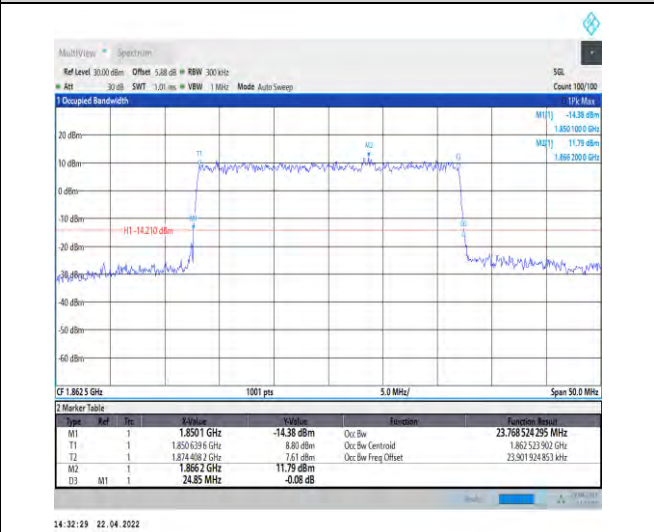 MultiView Spectrum
Ref Level 30.00 dBm Offset 5.88 dB RBW 300 kHz SGL
Att 30 dB SWT 1.01 ms VBW 1 MHz Mode Auto Sweep Count 100/100
1 Occupied Bandwidth 1Pk Max
M1[1] -14.38 dBm
1.850 100 0 GHz
M2[1] 11.79 dBm
1.866 200 0 GHz
20 dBm
M2
T1
10 dBm
0 dBm
-10 dBm
M1
H1 -14.210 dBm
-20 dBm
-30 dBm
-40 dBm
-50 dBm
-60 dBm
CF 1.862 5 GHz 1001 pts 5.0 MHz/ Span 50.0 MHz
2 Marker Table
Type Ref Trc X-Value Y-Value Function Function Result
M1 1 1.850 1 GHz -14.38 dBm Occ Bw 23.768 524 295 MHz
T1 1 1.850 639 6 GHz 8.80 dBm Occ Bw Centroid 1.862 523 902 GHz
T2 1 1.874 408 2 GHz 7.61 dBm Occ Bw Freq Offset 23.901 924 853 kHz
M2 1 1.866 2 GHz 11.79 dBm
D3 M1 1 24.85 MHz -0.08 dB
14:32:29 22.04.2022